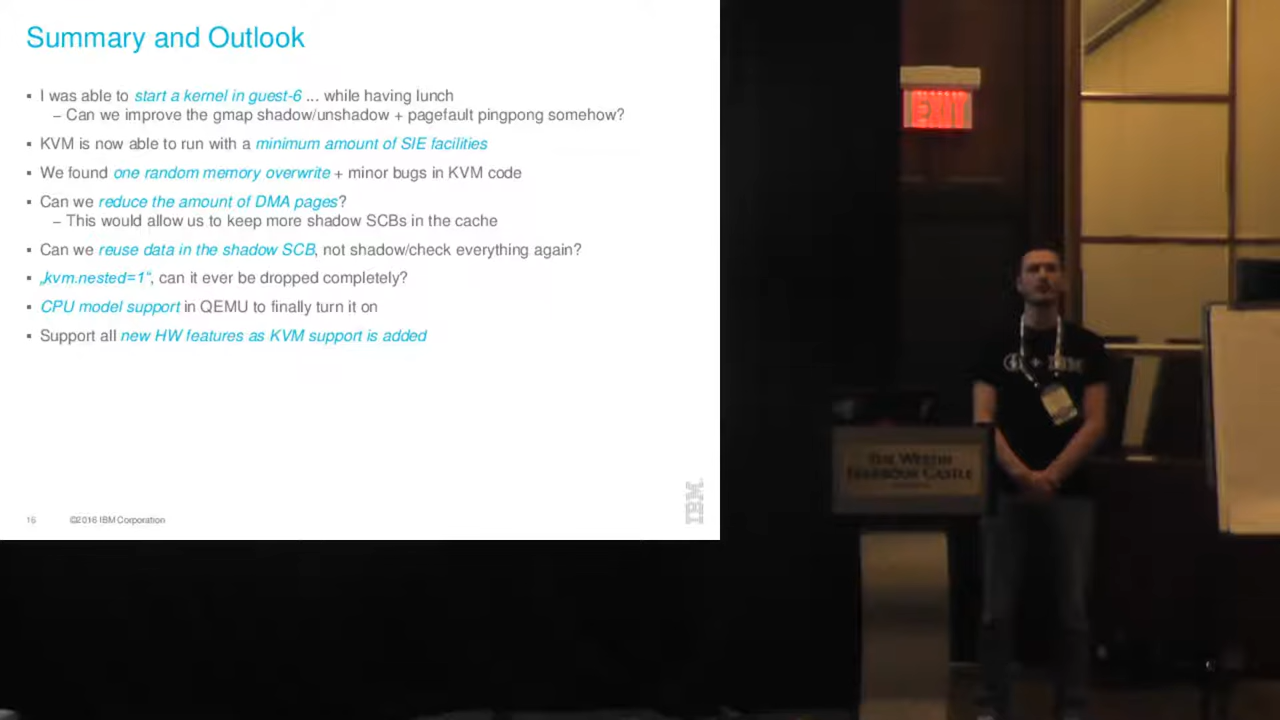 Summary and Outlook
▪ I was able to start a kernel in guest-6 ... while having lunch
– Can we improve the gmap shadow/unshadow + pagefault pingpong somehow?
▪ KVM is now able to run with a minimum amount of SIE facilities
▪ We found one random memory overwrite + minor bugs in KVM code
▪ Can we reduce the amount of DMA pages?
– This would allow us to keep more shadow SCBs in the cache
▪ Can we reuse data in the shadow SCB, not shadow/check everything again?
▪ „kvm.nested=1“, can it ever be dropped completely?
▪ CPU model support in QEMU to finally turn it on
▪ Support all new HW features as KVM support is added
16 ©2016 IBM Corporation
IBM
EXIT
The Westin
Harbour Castle